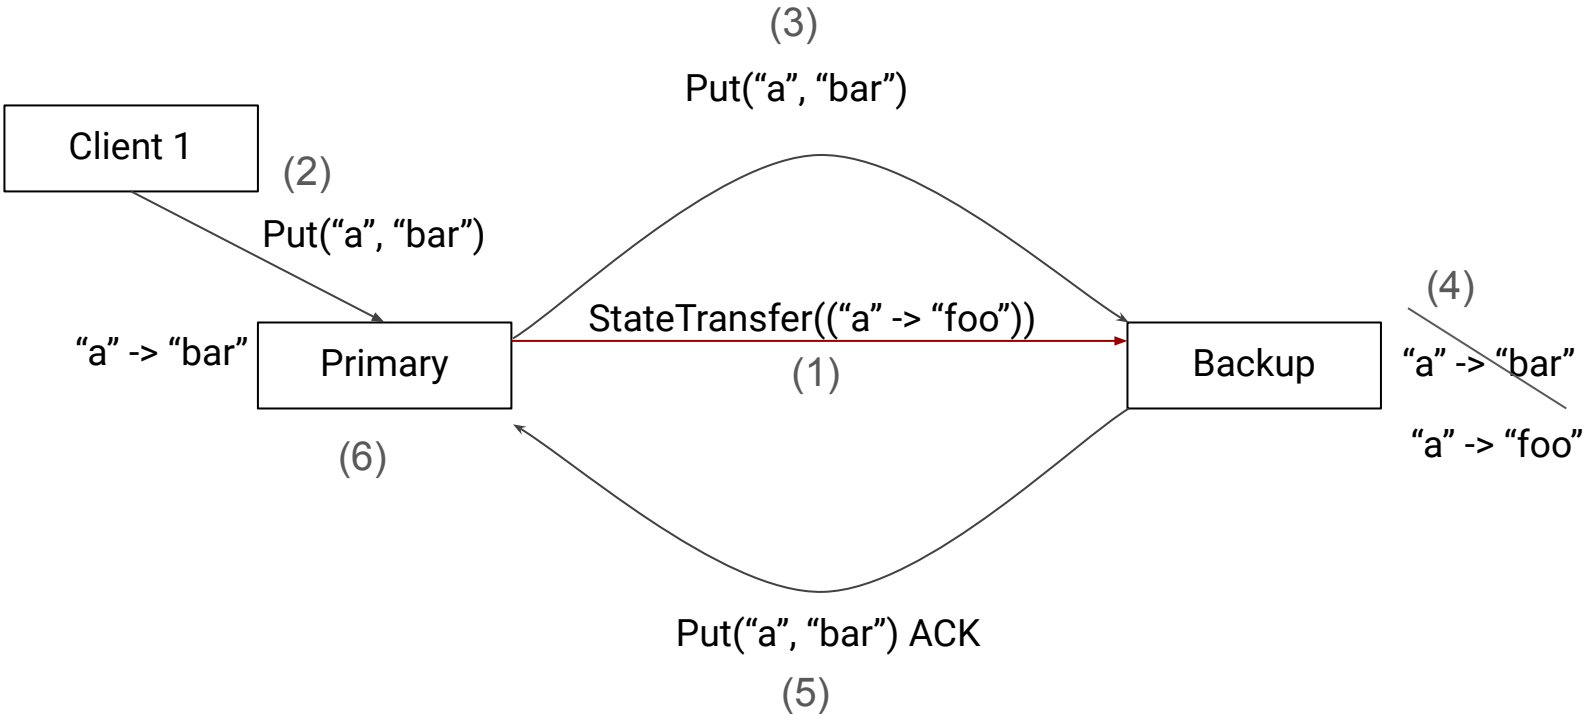 (3)
Put(“a”, “bar”)
Client 1
(2)
Put(“a”, “bar”)
StateTransfer((“a” -> “foo”))
(1)
“a” -> “bar”
Primary
(6)
Backup
(4)
“a” -> “bar”
“a” -> “foo”
Put(“a”, “bar”) ACK
(5)